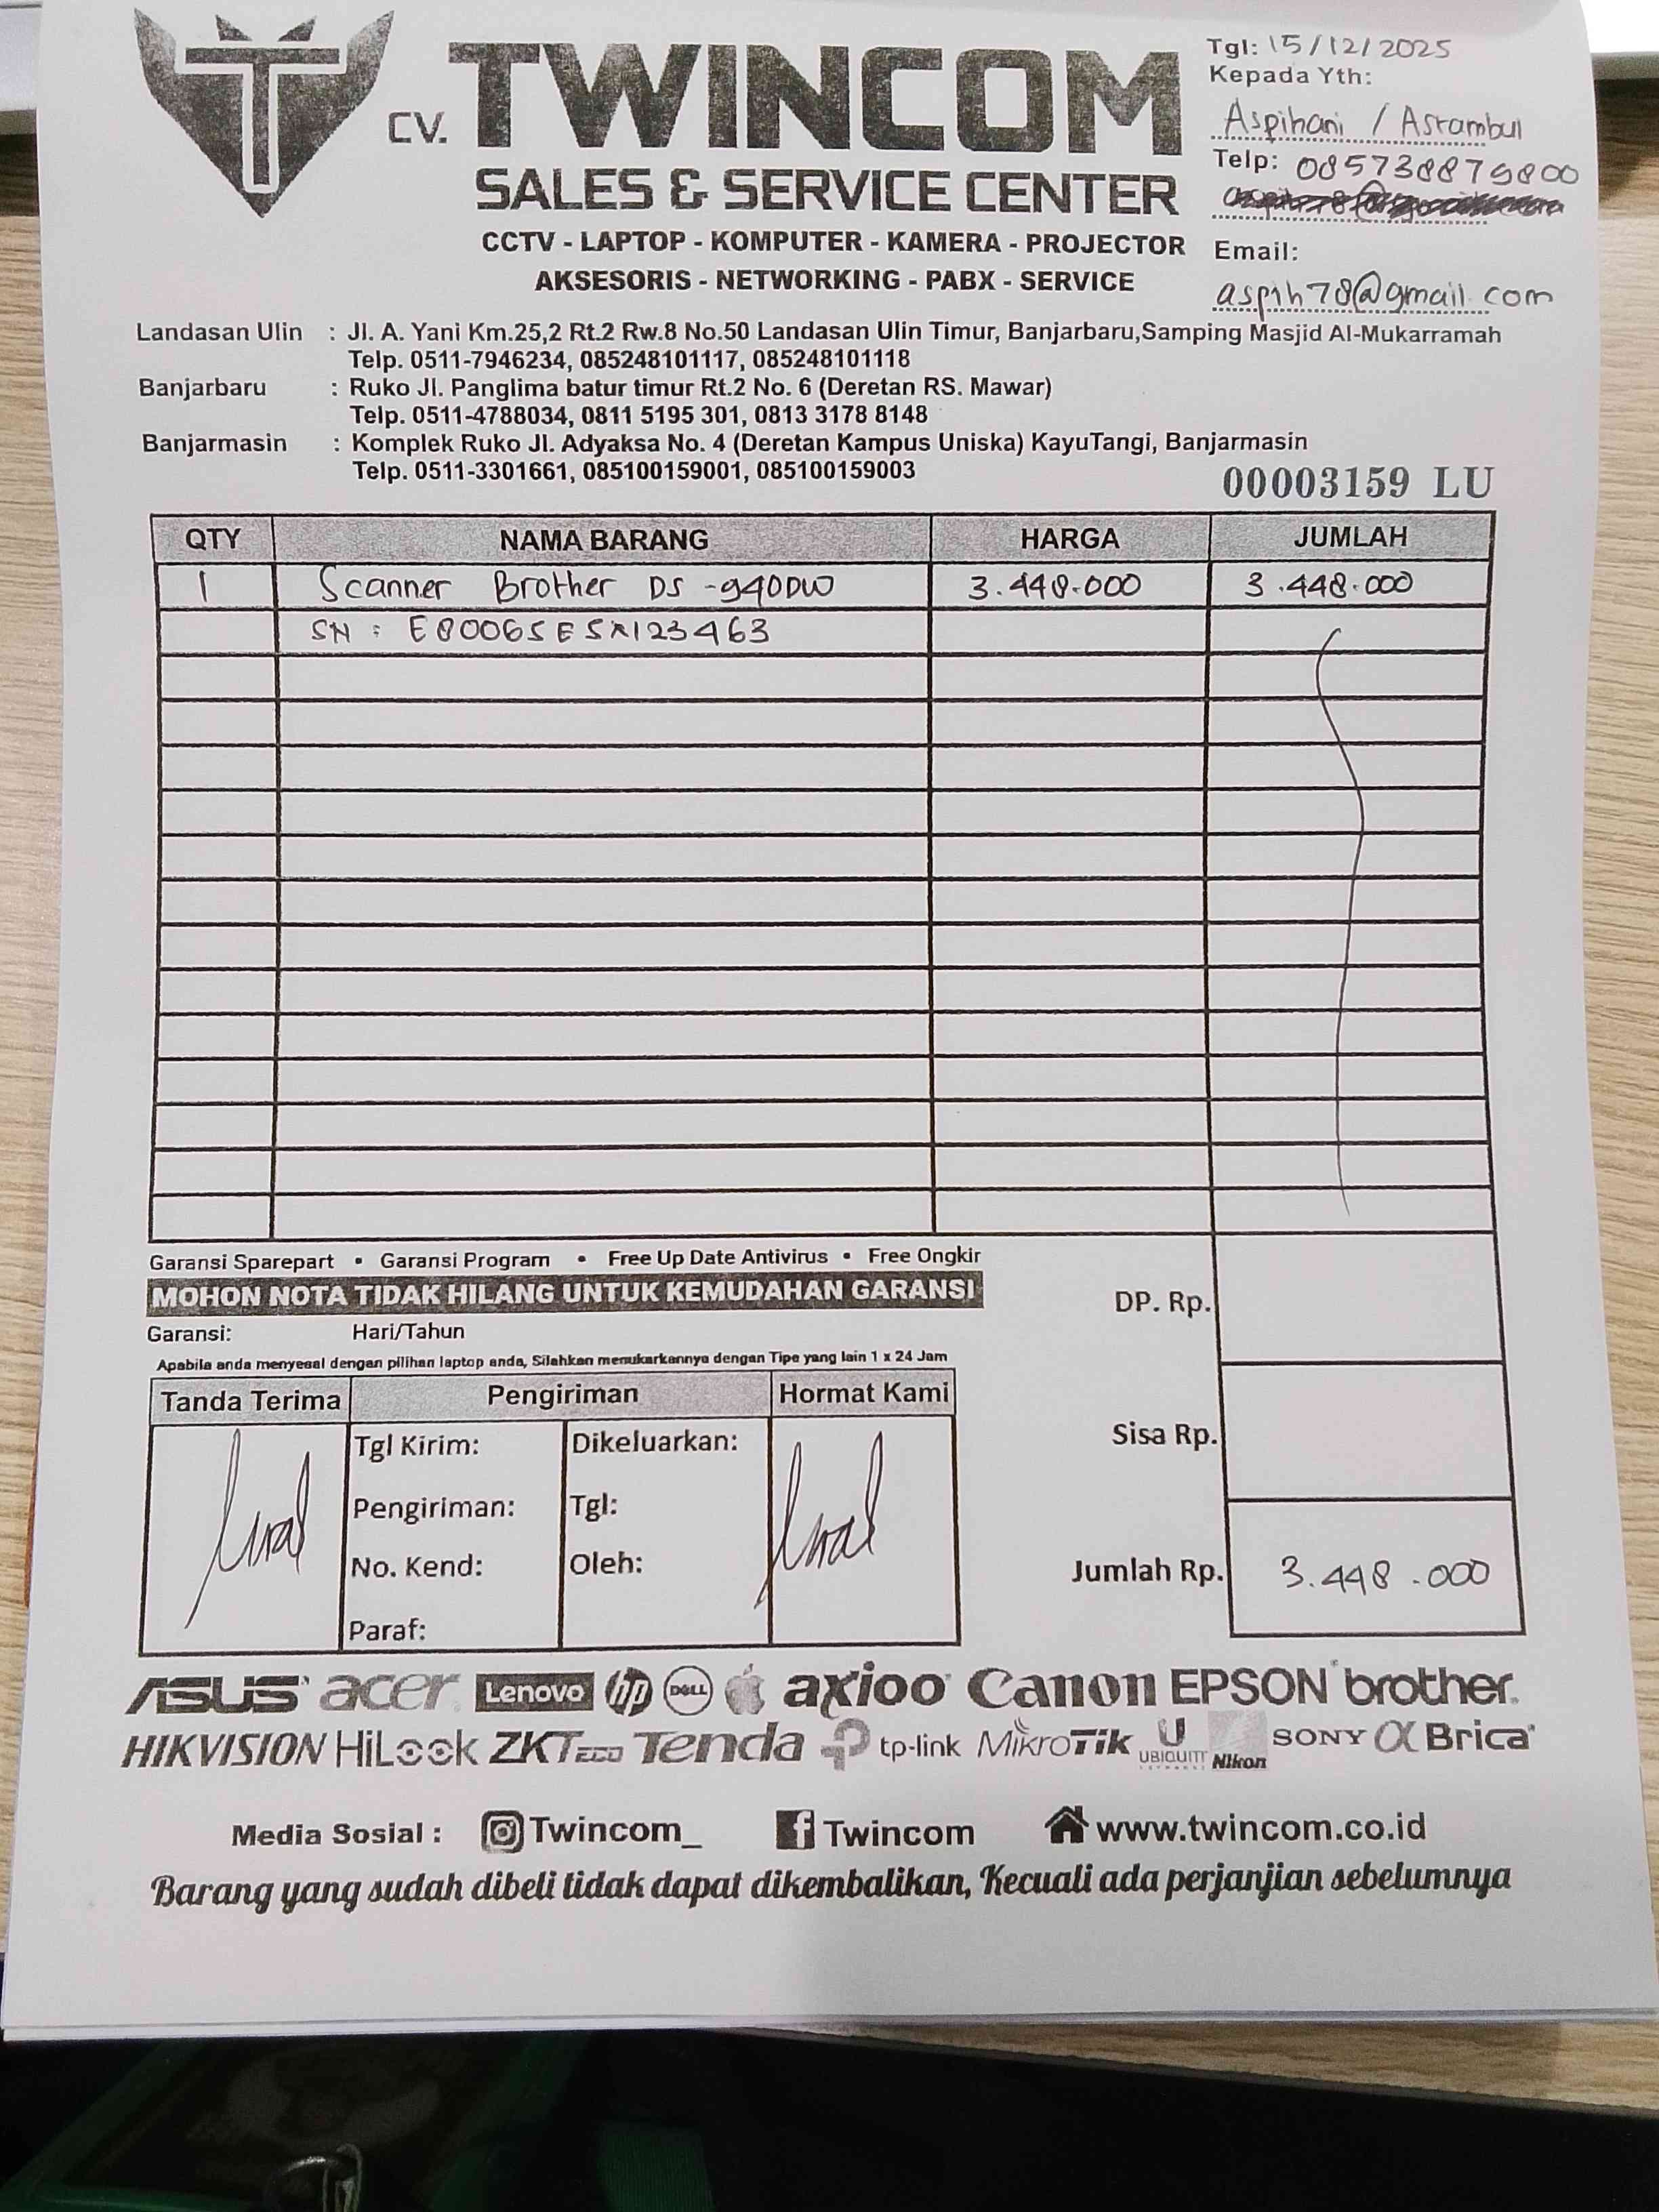 Tgl: 15/12/2025
Kepada Yth:
Aspihani / Astambul
Telp: 085738879800
Email:
aspih78@gmail.com
CV. TWINCOM
SALES & SERVICE CENTER
CCTV - LAPTOP - KOMPUTER - KAMERA - PROJECTOR
AKSESORIS - NETWORKING - PABX - SERVICE
Landasan Ulin : Jl. A. Yani Km.25,2 Rt.2 Rw.8 No.50 Landasan Ulin Timur, Banjarbaru,Samping Masjid Al-Mukarramah
Telp. 0511-7946234, 085248101117, 085248101118
Banjarbaru : Ruko Jl. Panglima batur timur Rt.2 No. 6 (Deretan RS. Mawar)
Telp. 0511-4788034, 0811 5195 301, 0813 3178 8148
Banjarmasin : Komplek Ruko Jl. Adyaksa No. 4 (Deretan Kampus Uniska) KayuTangi, Banjarmasin
Telp. 0511-3301661, 085100159001, 085100159003
00003159 LU
QTY NAMA BARANG HARGA JUMLAH
1 Scanner Brother DS-940DW 3.448.000 3.448.000
SN :
Garansi Sparepart • Garansi Program • Free Up Date Antivirus • Free Ongkir
MOHON NOTA TIDAK HILANG UNTUK KEMUDAHAN GARANSI
Garansi: Hari/Tahun
Apabila anda menyesal dengan pilihan laptop anda, Silahkan menukarkannya dengan Tipe yang lain 1 x 24 Jam
DP. Rp.
Sisa Rp.
Jumlah Rp. 3.448.000
Tanda Terima Pengiriman Hormat Kami
Tgl Kirim: Dikeluarkan:
Pengiriman: Tgl:
No. Kend: Oleh:
Paraf:
ASUS acer Lenovo hp DELL axioo Canon EPSON brother
HIKVISION HiLook ZKTeco Tenda tp-link MikroTik U UBIQUITI Nikon SONY α Brica
Media Sosial : Twincom_ f Twincom www.twincom.co.id
Barang yang sudah dibeli tidak dapat dikembalikan, Kecuali ada perjanjian sebelumnya